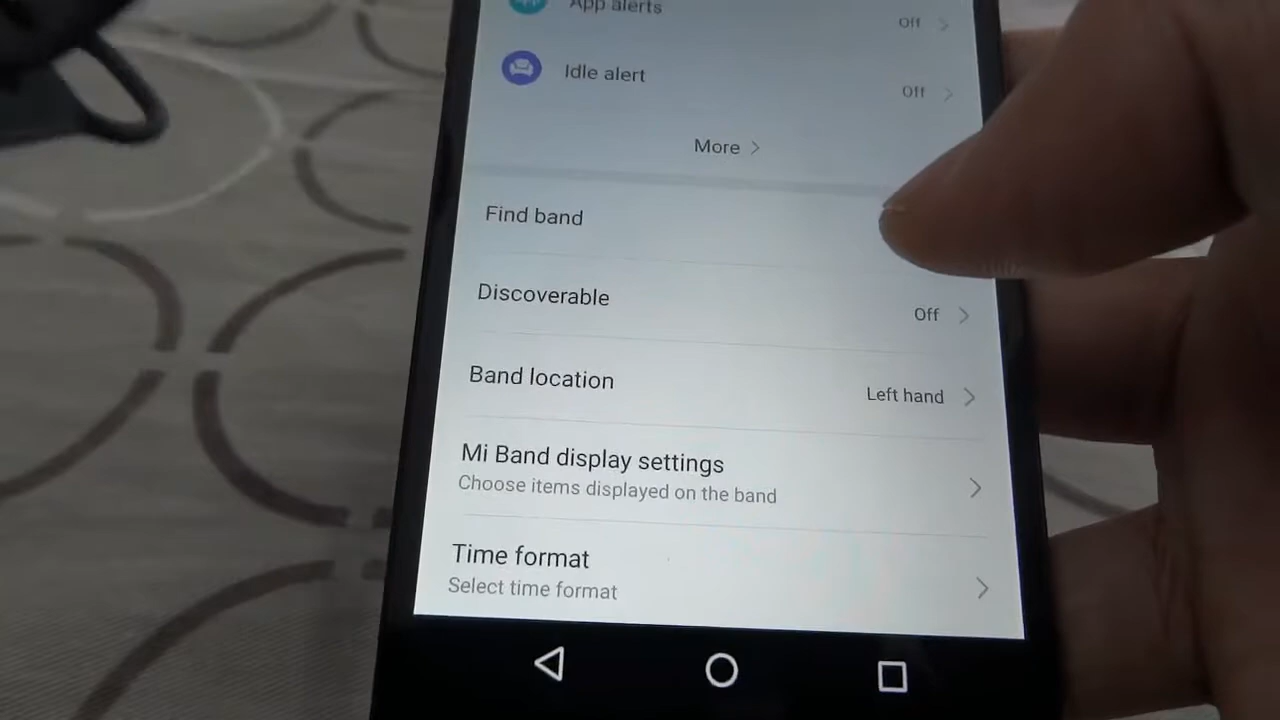 App alerts
Off
Idle alert
Off
More
Find band
Discoverable
Off
Band location
Left hand
Mi Band display settings
Choose items displayed on the band
Time format
Select time format